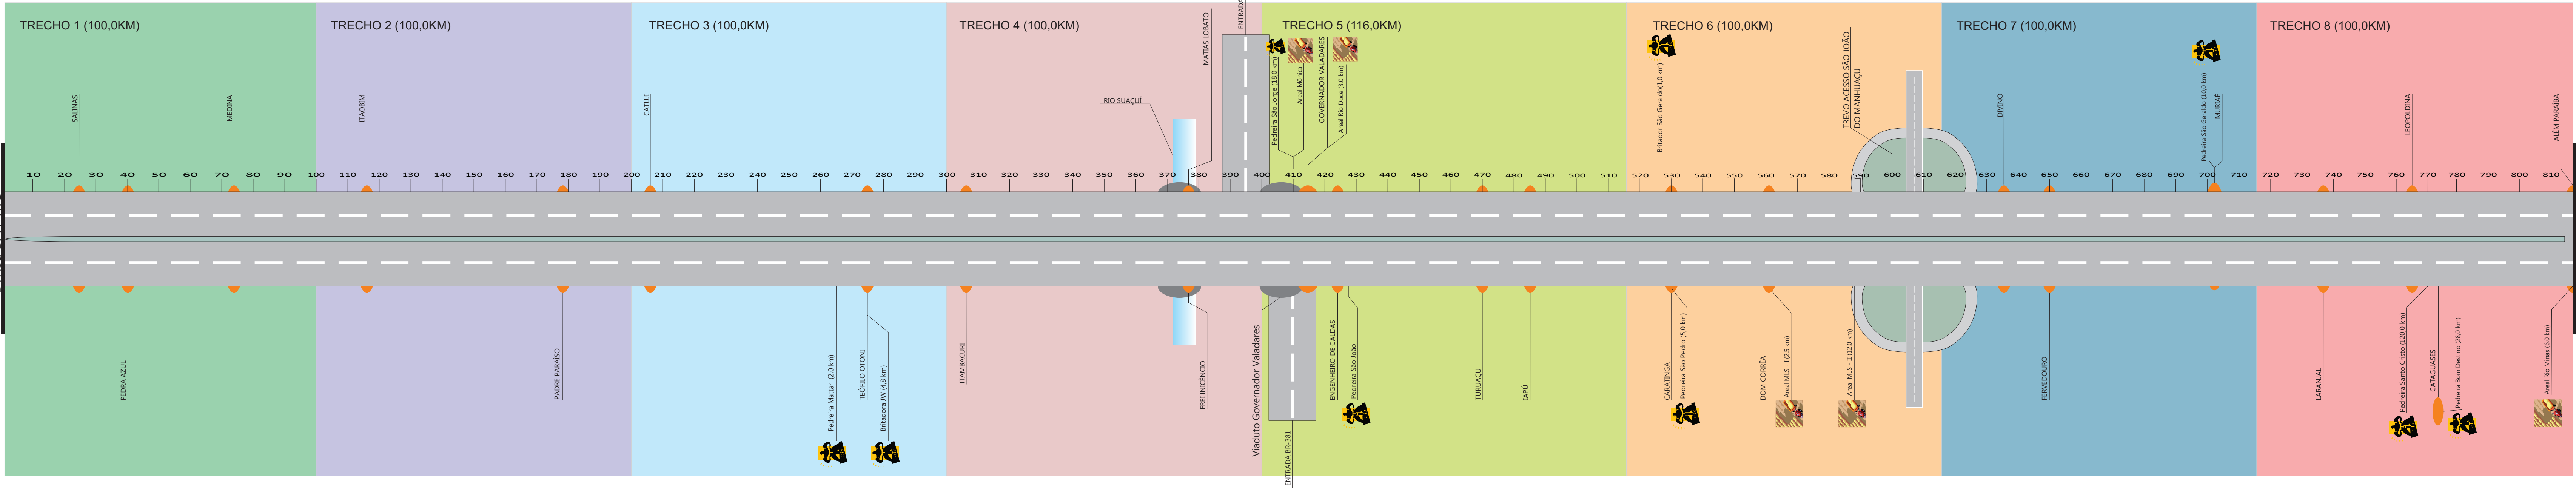 TRECHO 1 (100,0KM)
TRECHO 2 (100,0KM)
TRECHO 3 (100,0KM)
TRECHO 4 (100,0KM)
TRECHO 5 (116,0KM)
TRECHO 6 (100,0KM)
TRECHO 7 (100,0KM)
TRECHO 8 (100,0KM)
SALINAS
MEDINA
ITAOBIM
CATUJI
RIO SUAÇUÍ
MATIAS LOBATO
ENTRADA
Pedreira São Jorge (18,0 km)
Areal Mônica
GOVERNADOR VALADARES
Areal Rio Doce (3,0 km)
Britador São Geraldo(1,0 km)
TREVO ACESSO SÃO JOÃO
DO MANHUAÇU
DIVINO
Pedreira São Geraldo (10,0 km)
MURIAÉ
LEOPOLDINA
ALÉM PARAÍBA
10 20 30 40 50 60 70 80 90 100 110 120 130 140 150 160 170 180 190 200 210 220 230 240 250 260 270 280 290 300 310 320 330 340 350 360 370 380 390 400 410 420 430 440 450 460 470 480 490 500 510 520 530 540 550 560 570 580 590 600 610 620 630 640 650 660 670 680 690 700 710 720 730 740 750 760 770 780 790 800 810
PEDRA AZUL
PADRE PARAÍSO
Pedreira Mattar (2,0 km)
TEÓFILO OTONI
Britadora JW (4,8 km)
ITAMBACURI
FREI INICÊNCIO
Viaduto Governador Valadares
ENTRADA BR-381
ENGENHEIRO DE CALDAS
Pedreira São João
TURUAÇU
IAPÚ
CARATINGA
Pedreira São Pedro (5,0 km)
DOM CORRÊA
Areal MLS - I (2,5 km)
Areal MLS - II (12,0 km)
FERVEDOURO
LARANJAL
Pedreira Santo Cristo (120,0 km)
CATAGUASES
Pedreira Bom Destino (28,0 km)
Areal Rio Minas (6,0 km)